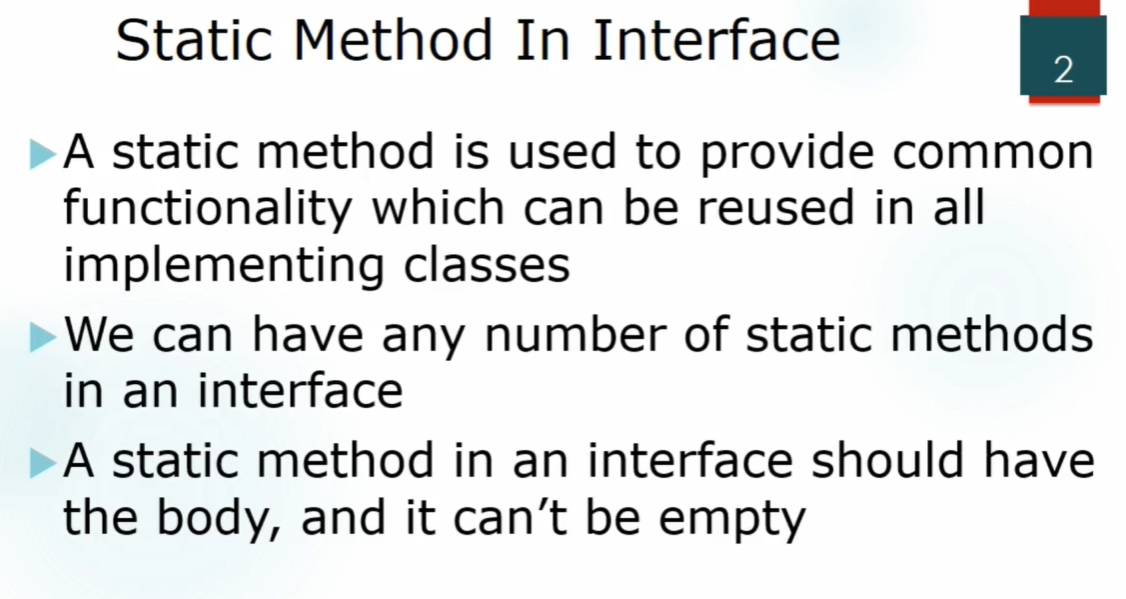 Static Method In Interface
2
A static method is used to provide common
functionality which can be reused in all
implementing classes
We can have any number of static methods
in an interface
A static method in an interface should have
the body, and it can’t be empty